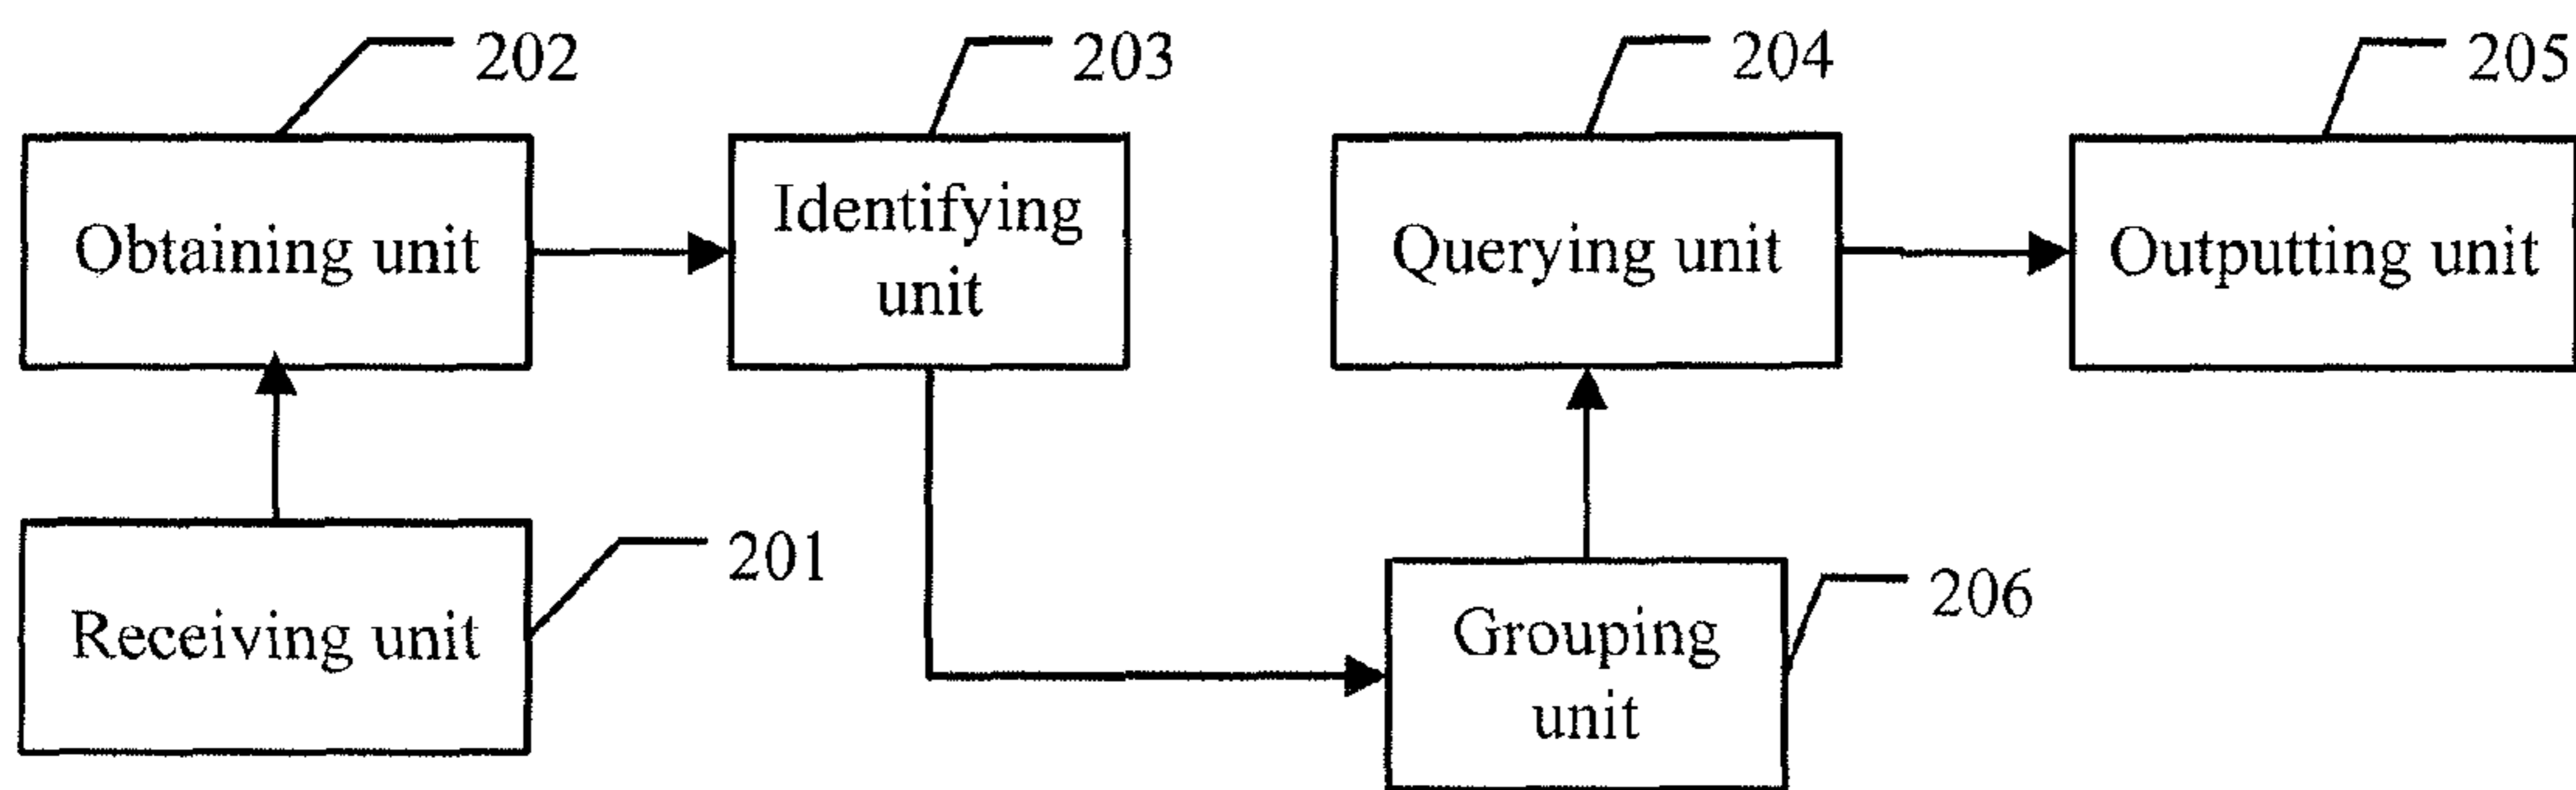 202
203
204
205
Obtaining unit
Identifying
unit
Querying unit
Outputting unit
201
Receiving unit
206
Grouping
unit